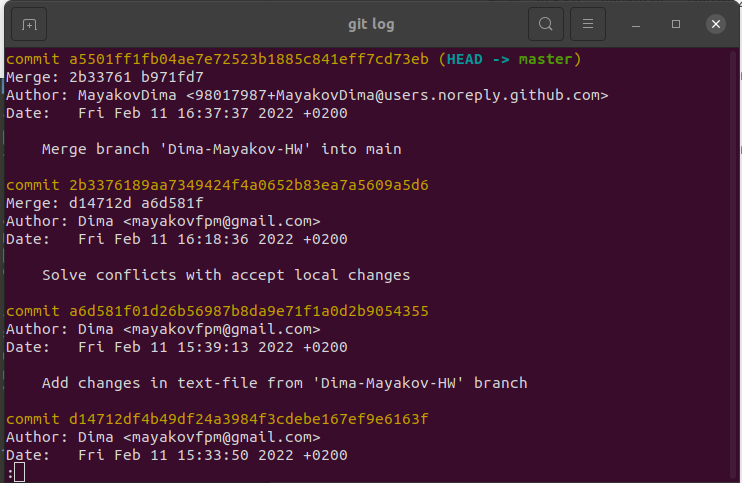 git log
commit a5501ff1fb04ae7e72523b1885c841eff7cd73eb (HEAD -> master)
Merge: 2b33761 b971fd7
Author: MayakovDima <98017987+MayakovDima@users.noreply.github.com>
Date:   Fri Feb 11 16:37:37 2022 +0200
    Merge branch 'Dima-Mayakov-HW' into main
commit 2b3376189aa7349424f4a0652b83ea7a5609a5d6
Merge: d14712d a6d581f
Author: Dima <mayakovfpm@gmail.com>
Date:   Fri Feb 11 16:18:36 2022 +0200
    Solve conflicts with accept local changes
commit a6d581f01d26b56987b8da9e71f1a0d2b9054355
Author: Dima <mayakovfpm@gmail.com>
Date:   Fri Feb 11 15:39:13 2022 +0200
    Add changes in text-file from 'Dima-Mayakov-HW' branch
commit d14712df4b49df24a3984f3cdebe167ef9e6163f
Author: Dima <mayakovfpm@gmail.com>
Date:   Fri Feb 11 15:33:50 2022 +0200
: